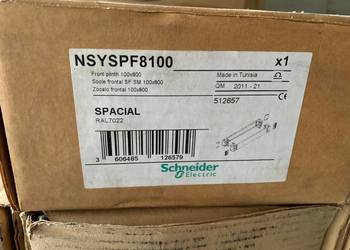 NSYSPF8100 x1
Front plinth 100x800
Socle frontal SF SM 100x800
Zocalo frontal 100x800
Made in Tunisia
QM 2011 - 21
512657
SPACIAL
RAL7022
3 606485 126579
Schneider
Electric